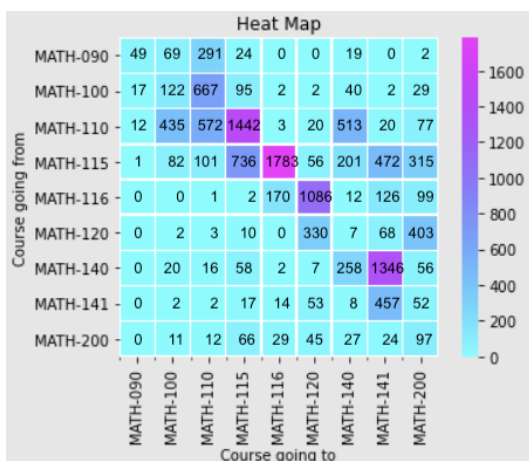 Heat Map
MATH-090 49 69 291 24 0 0 19 0 2
MATH-100 17 122 667 95 2 2 40 2 29
MATH-110 12 435 572 1442 3 20 513 20 77
MATH-115 1 82 101 736 1783 56 201 472 315
MATH-116 0 0 1 2 170 1086 12 126 99
MATH-120 0 2 3 10 0 330 7 68 403
MATH-140 0 20 16 58 2 7 258 1346 56
MATH-141 0 2 2 17 14 53 8 457 52
MATH-200 0 11 12 66 29 45 27 24 97
Course going from
MATH-090 MATH-100 MATH-110 MATH-115 MATH-116 MATH-120 MATH-140 MATH-141 MATH-200
Course going to
1600
1400
1200
1000
800
600
400
200
0